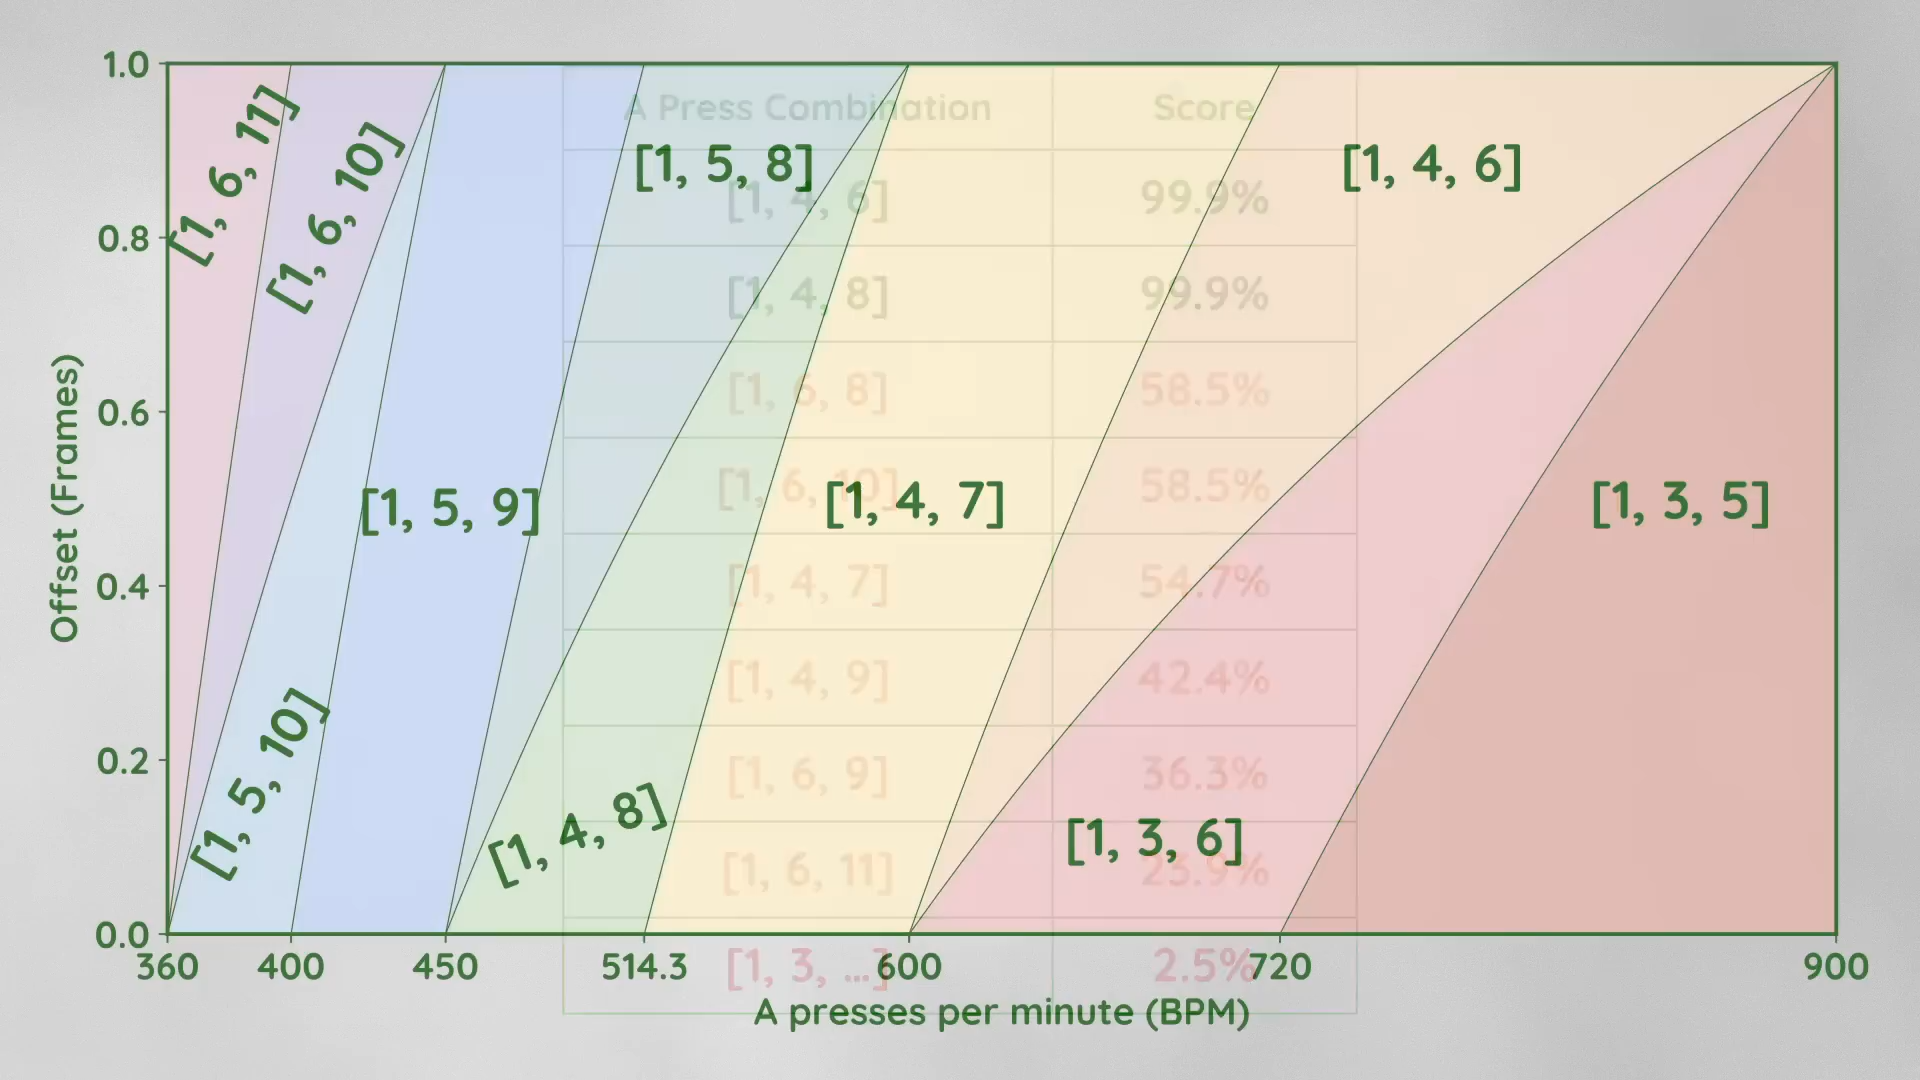 1.0
0.8
0.6
0.4
0.2
0.0
Offset (Frames)
[1, 6, 11]
[1, 6, 10]
[1, 5, 10]
[1, 5, 9]
[1, 5, 8]
[1, 4, 8]
[1, 4, 7]
[1, 4, 6]
[1, 3, 6]
[1, 3, 5]
360 400 450 514.3 600 720 900
A presses per minute (BPM)
A Press Combination Score
[1, 4, 6] 99.9%
[1, 4, 8] 99.9%
[1, 6, 8] 58.5%
[1, 6, 10] 58.5%
[1, 4, 7] 54.7%
[1, 4, 9] 42.4%
[1, 6, 9] 36.3%
[1, 6, 11] 23.9%
[1, 3, ...] 2.5%